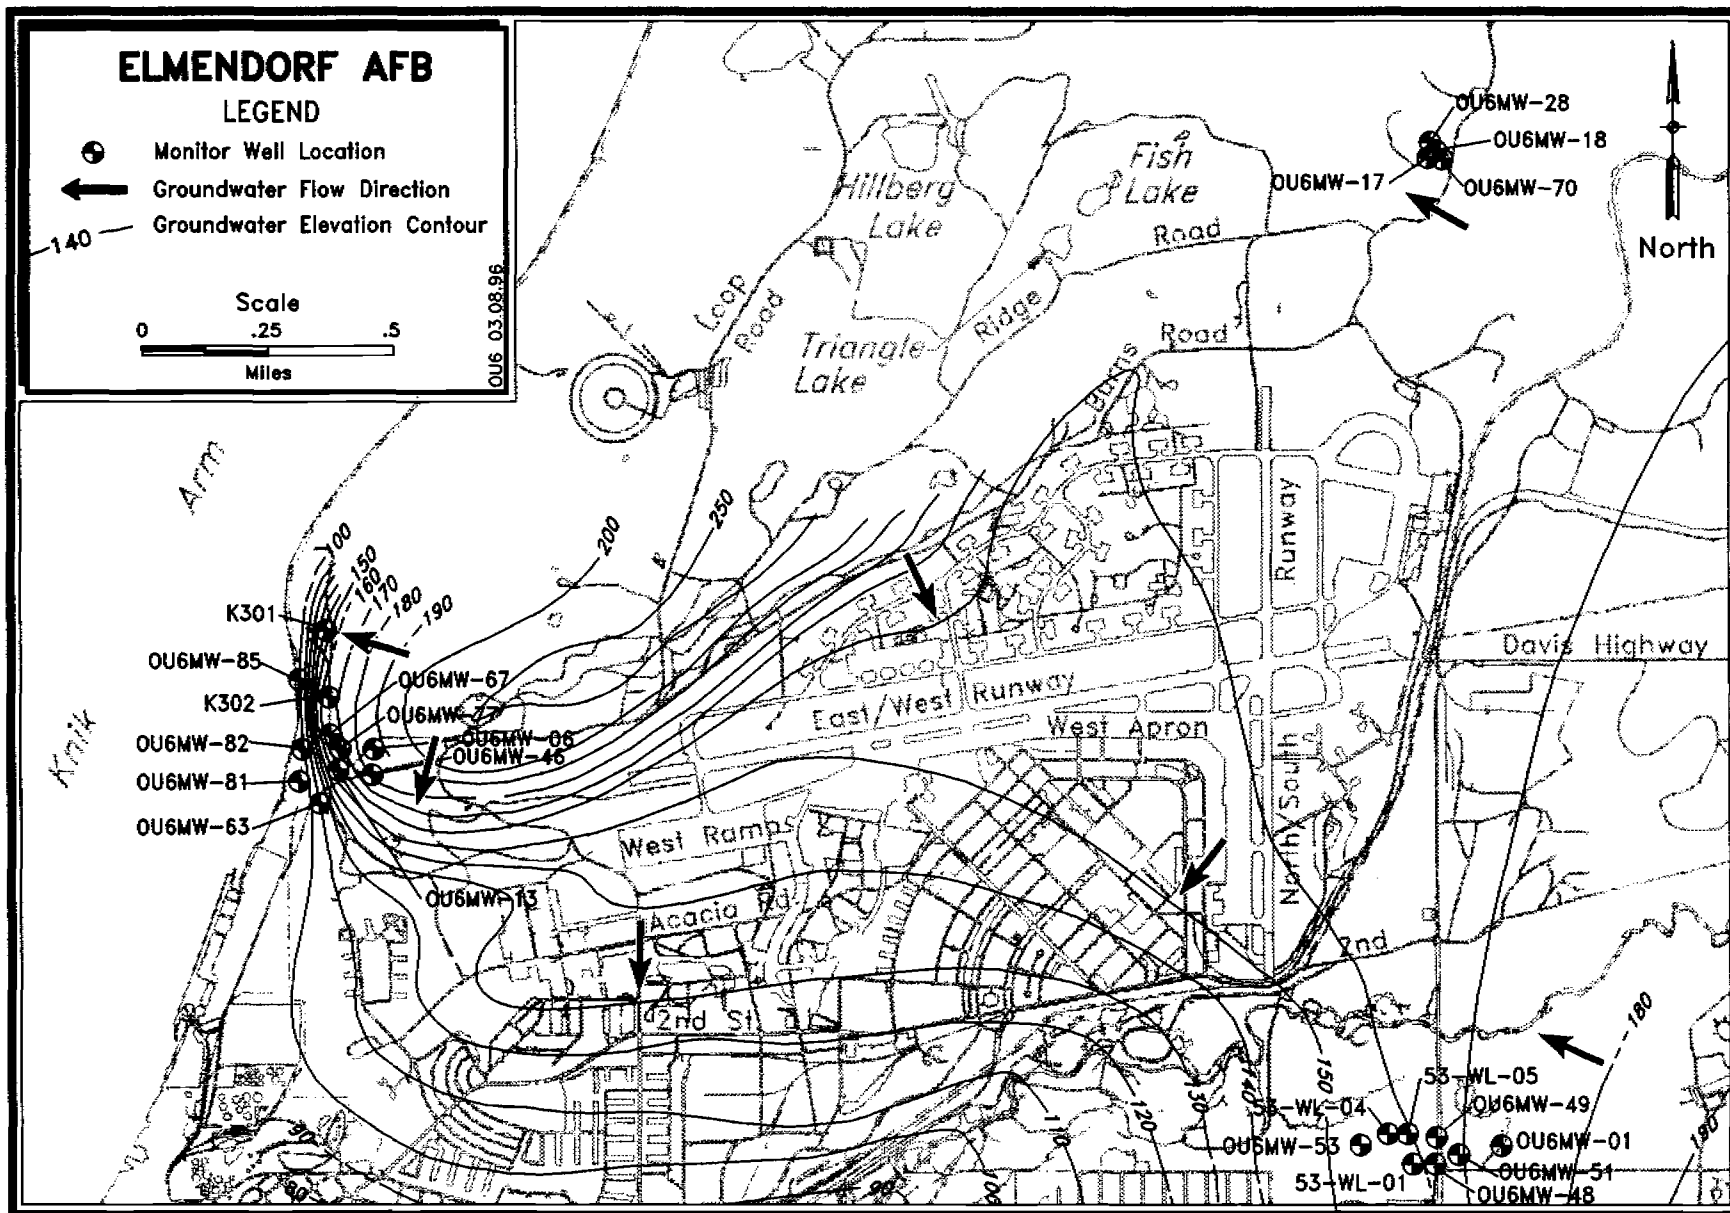 ELMENDORF AFB
LEGEND
Monitor Well Location
Groundwater Flow Direction
140
Groundwater Elevation Contour
Scale
0 .25 .5
Miles
OU6 03.08.96
North
OU6MW-28
OU6MW-18
OU6MW-17
OU6MW-70
Fish
Lake
Hillberg
Lake
Ridge
Road
Loop
Road
Triangle
Lake
Road
Arm
Knik
200
250
100
150
160
170
180
190
K301
OU6MW-85
K302
OU6MW-67
OU6MW-82
OU6MW-06
OU6MW-46
OU6MW-81
OU6MW-63
OU6MW-13
Runway
Davis Highway
East/West Runway
West Apron
North/South
West Ramps
Acacia Rd
2nd
2nd St
180
190
150
140
130
120
110
100
90
90
80
53-WL-05
53-WL-04
OU6MW-49
OU6MW-53
OU6MW-01
OU6MW-51
53-WL-01
OU6MW-48